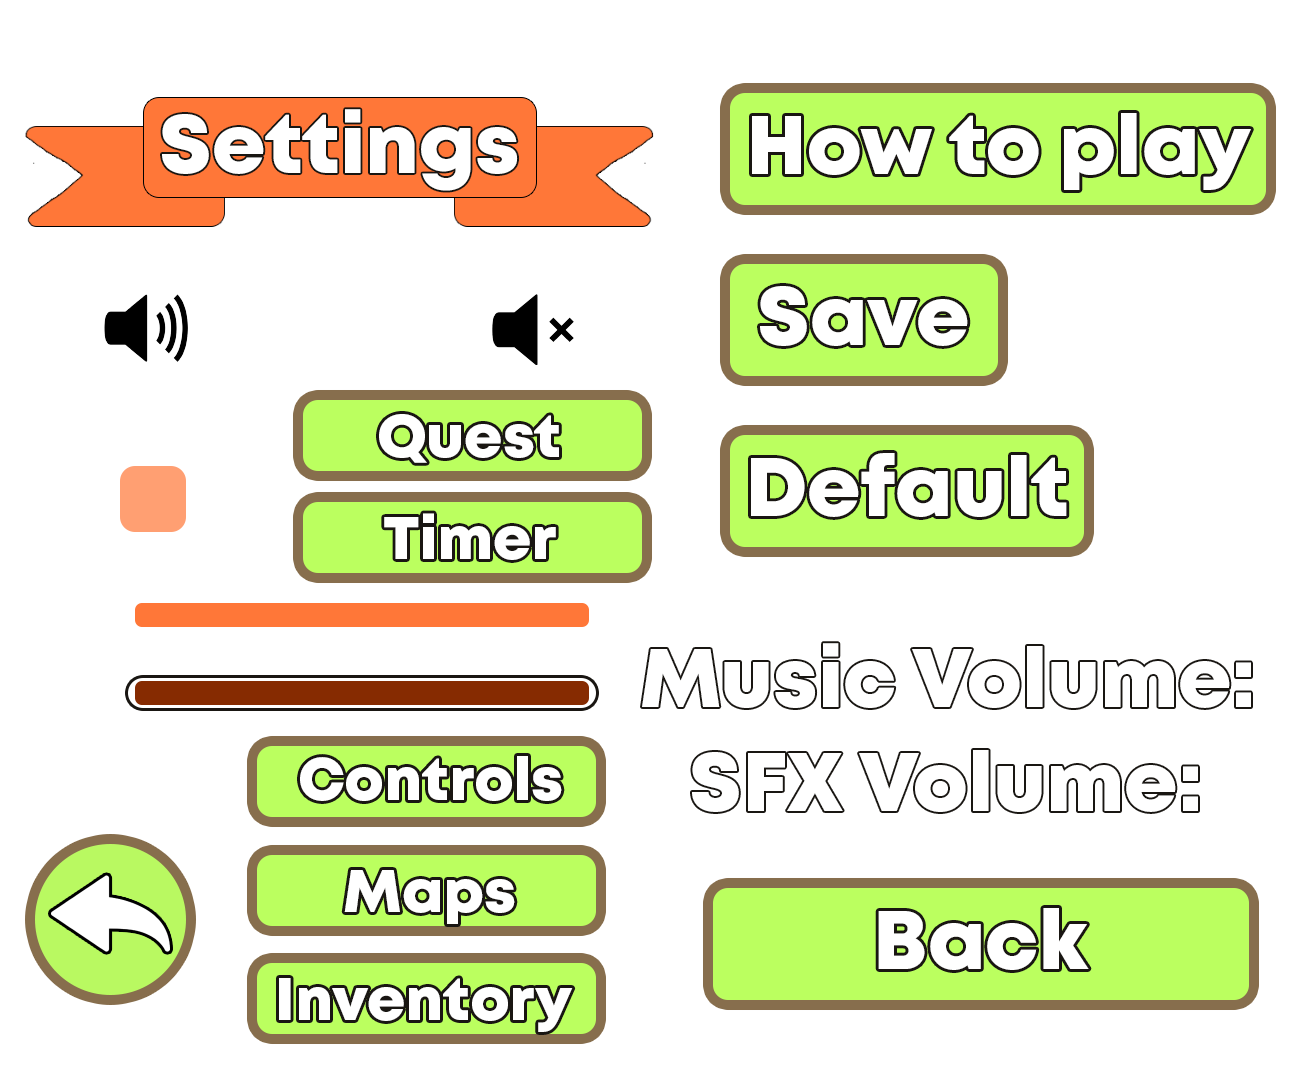 Settings
How to play
Save
Quest
Timer
Default
Music Volume:
SFX Volume:
Controls
Maps
Inventory
Back